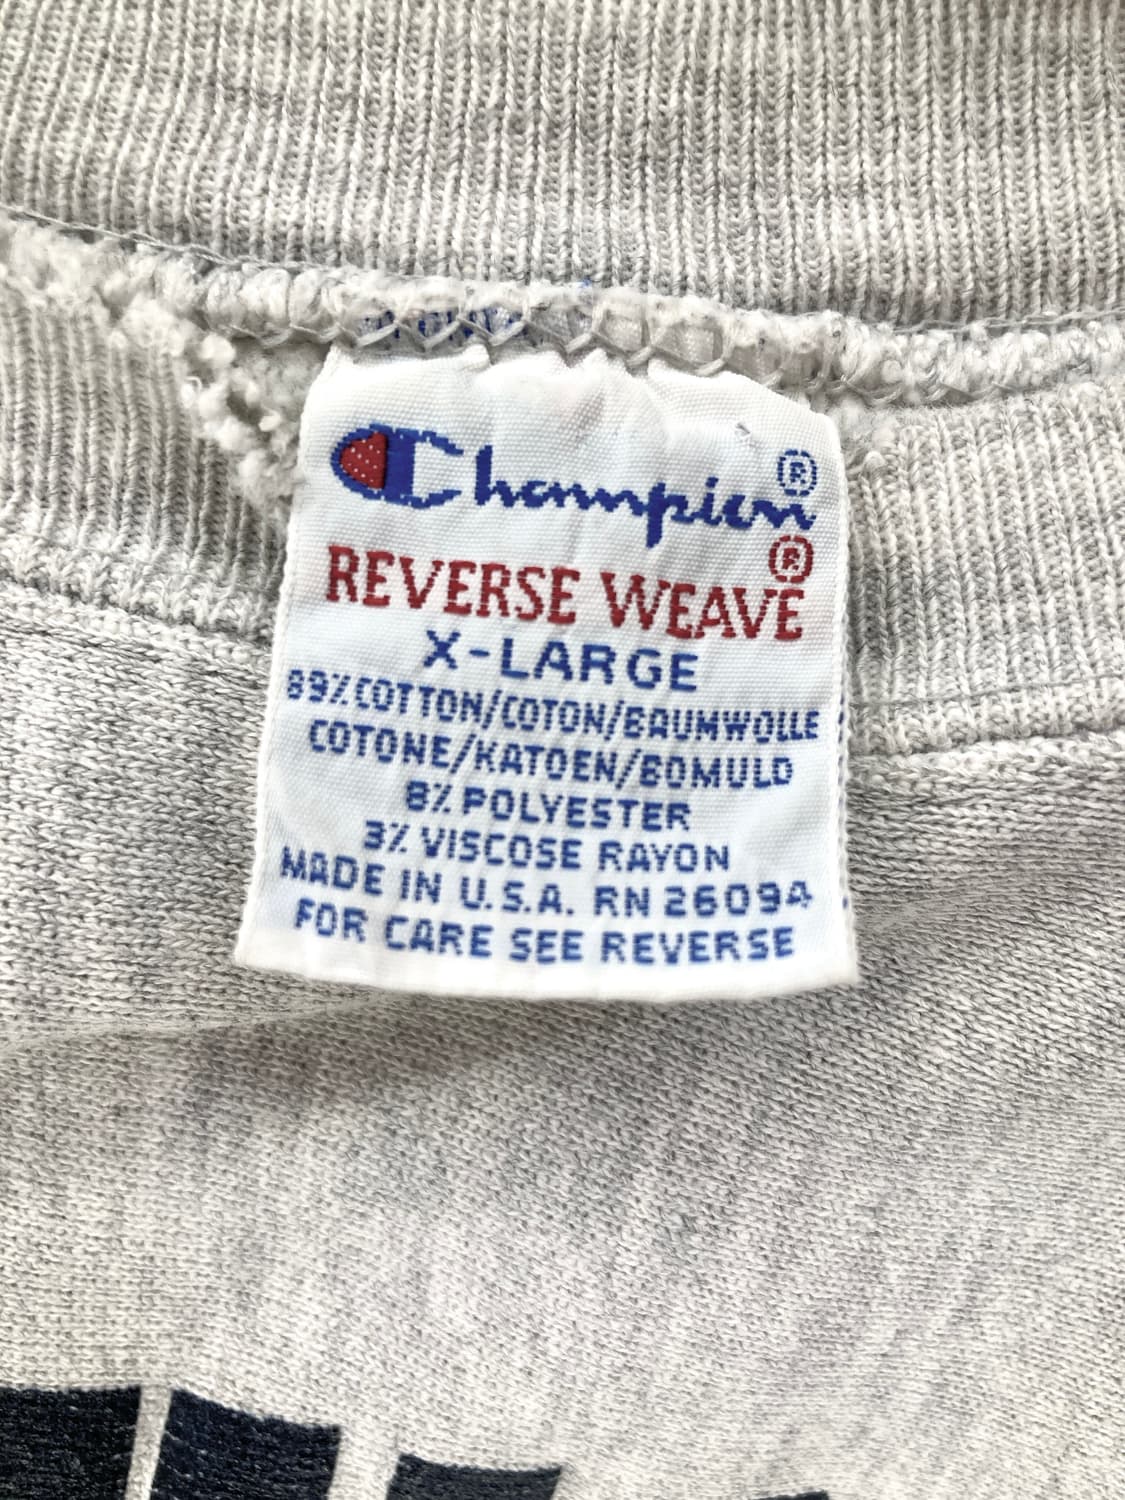 Champion®
REVERSE WEAVE®
X-LARGE
89% COTTON/COTON/BAUMWOLLE
COTONE/KATOEN/BOMULD
8% POLYESTER
3% VISCOSE RAYON
MADE IN U.S.A. RN 26094
FOR CARE SEE REVERSE